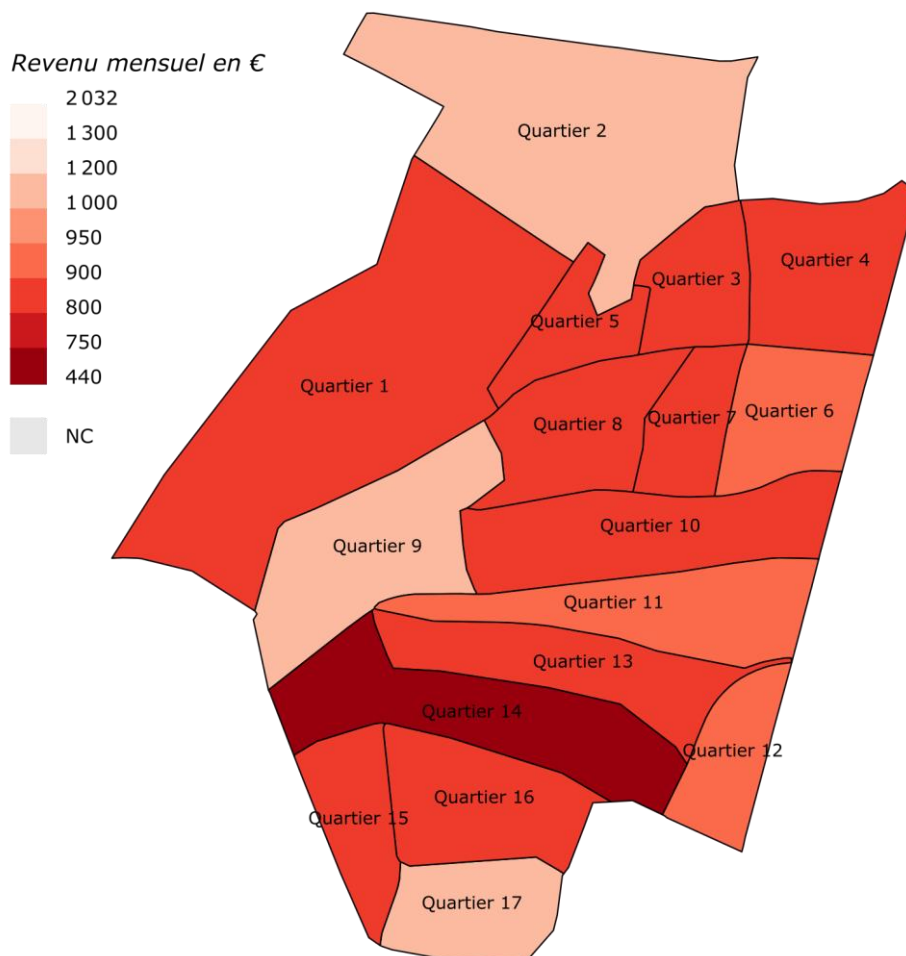 Revenu mensuel en €
2 032
1 300
1 200
1 000
950
900
800
750
440
NC
Quartier 2
Quartier 4
Quartier 3
Quartier 5
Quartier 1
Quartier 6
Quartier 7
Quartier 8
Quartier 10
Quartier 9
Quartier 11
Quartier 13
Quartier 14
Quartier 12
Quartier 16
Quartier 15
Quartier 17